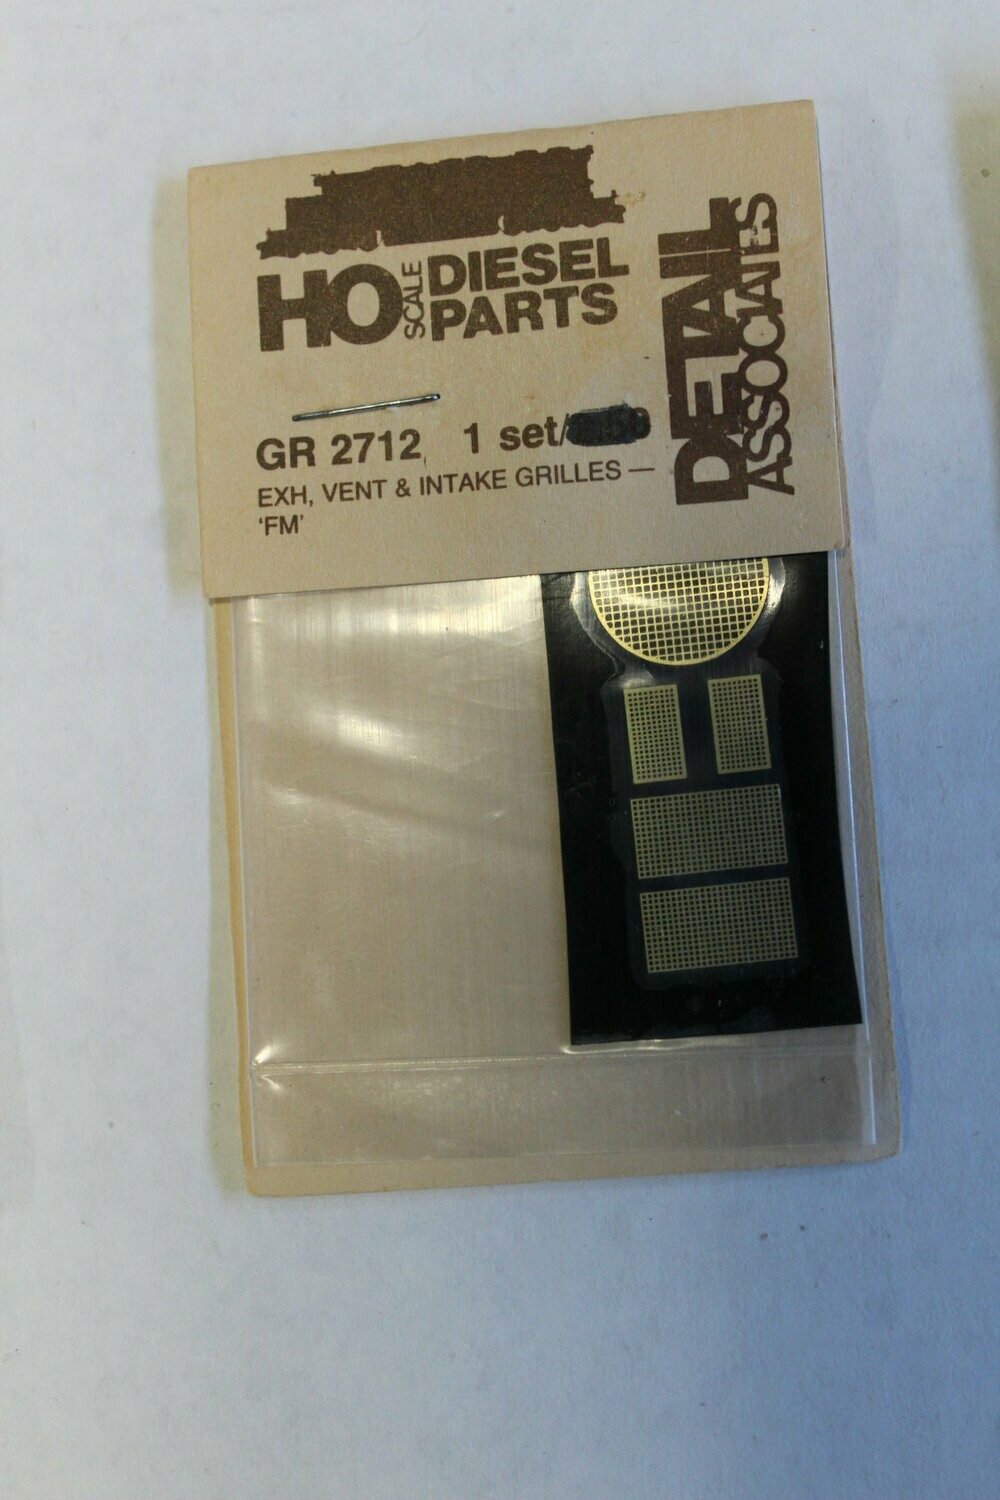 HO SCALE DIESEL PARTS
DETAIL ASSOCIATES
GR 2712 1 set/
EXH, VENT & INTAKE GRILLES —
'FM'